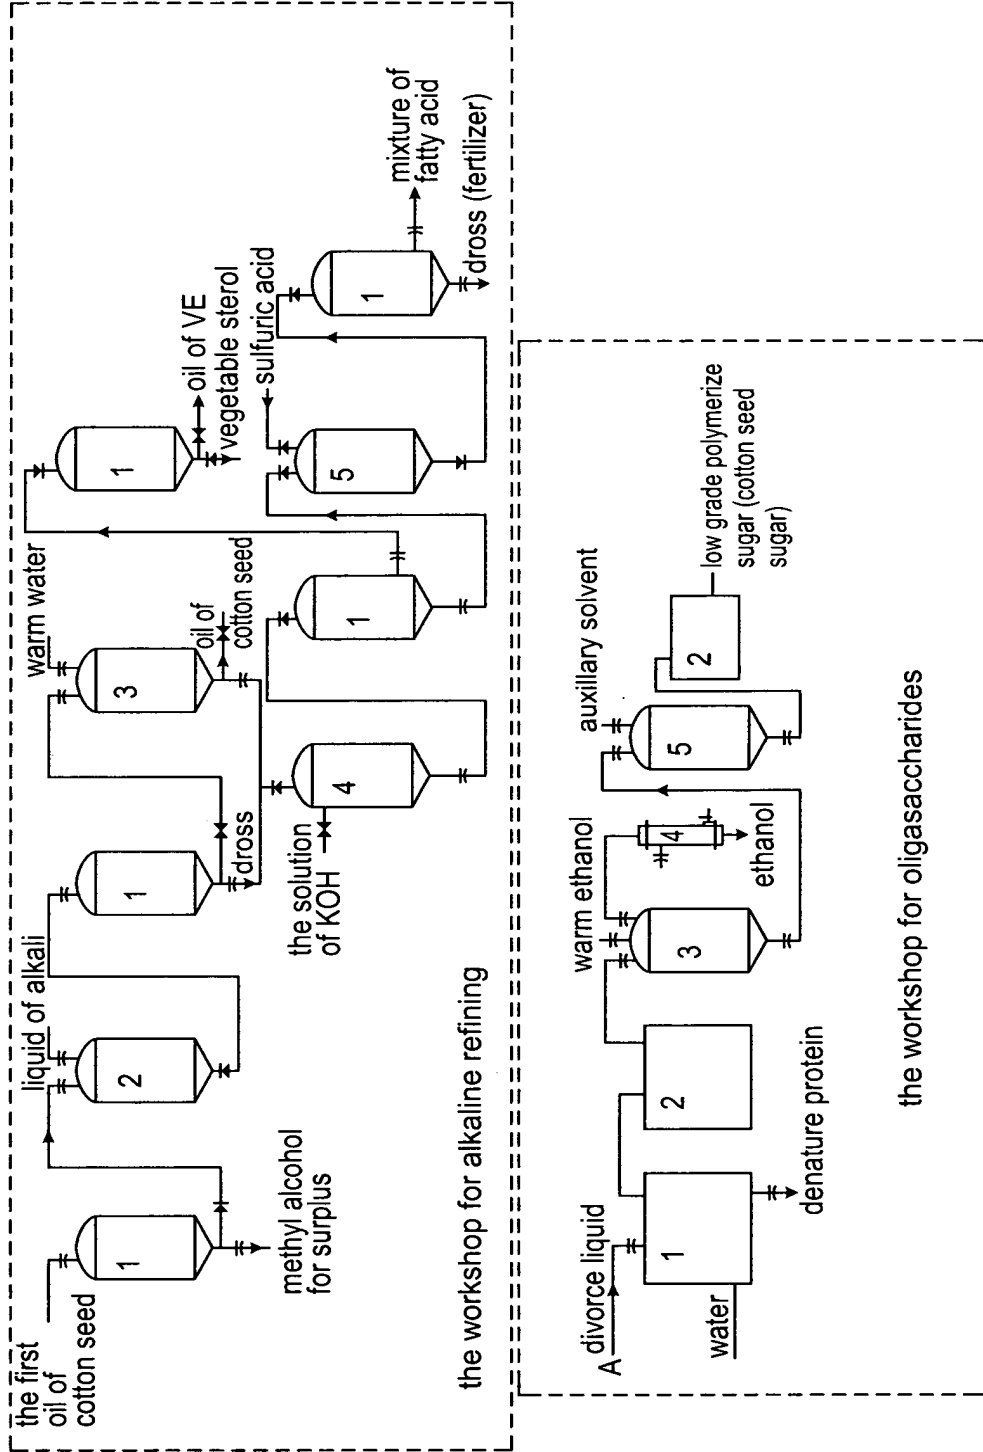 the first
oil of
cotton seed
1
methyl alcohol
for surplus
liquid of alkali
2
1
dross
warm water
3
oil of
cotton seed
the solution
of KOH
4
1
1
oil of VE
vegetable sterol
sulfuric acid
5
1
mixture of
fatty acid
dross (fertilizer)
the workshop for alkaline refining
A
divorce liquid
water
1
denature protein
2
warm ethanol
3
4
ethanol
auxillary solvent
5
2
low grade polymerize
sugar (cotton seed
sugar)
the workshop for oligasaccharides